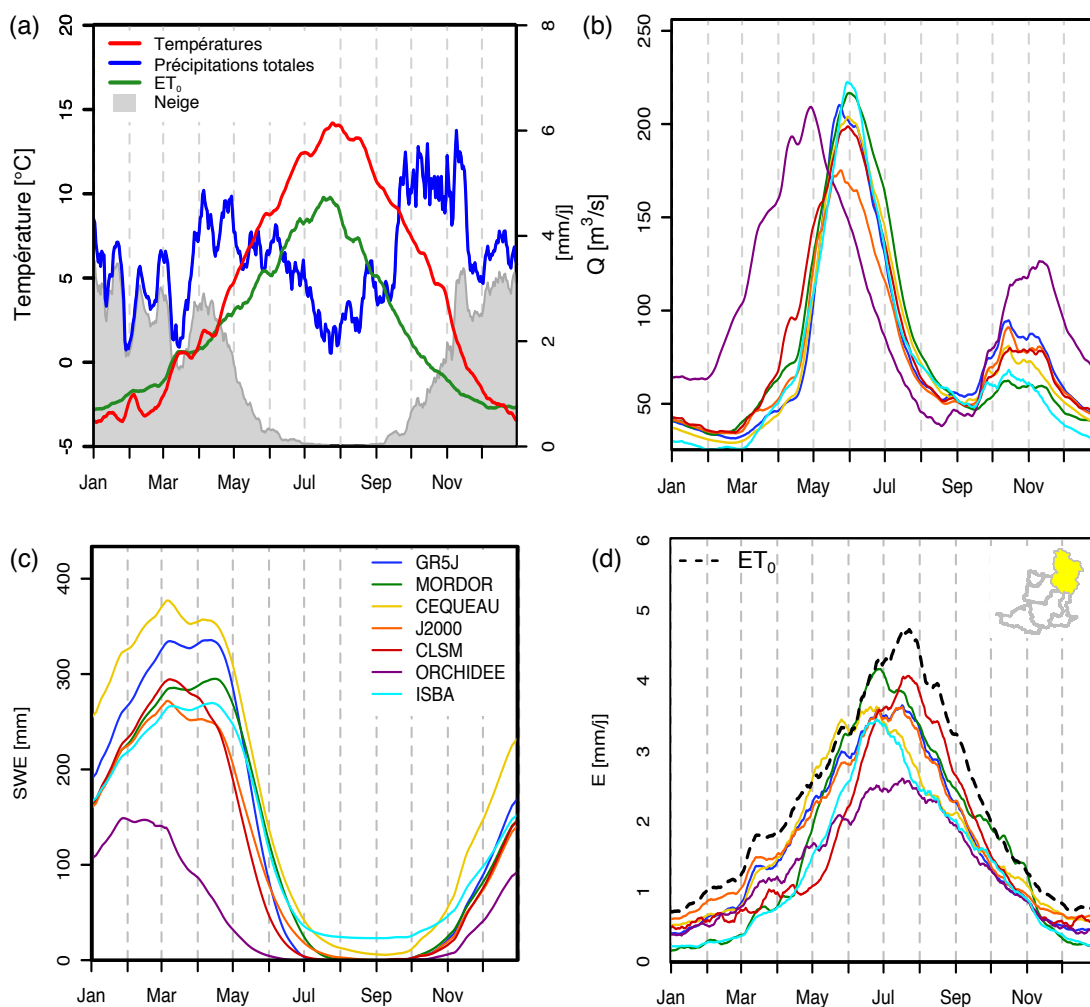 (a)
Températures
Précipitations totales
ET₀
Neige
Température [°C]
20
15
10
5
0
-5
[mm/j]
8
6
4
2
0
Jan Mar May Jul Sep Nov
(b)
Q [m³/s]
250
200
150
100
50
Jan Mar May Jul Sep Nov
(c)
GR5J
MORDOR
CEQUEAU
J2000
CLSM
ORCHIDEE
ISBA
SWE [mm]
400
300
200
100
0
Jan Mar May Jul Sep Nov
(d)
ET₀
E [mm/j]
6
5
4
3
2
1
0
Jan Mar May Jul Sep Nov